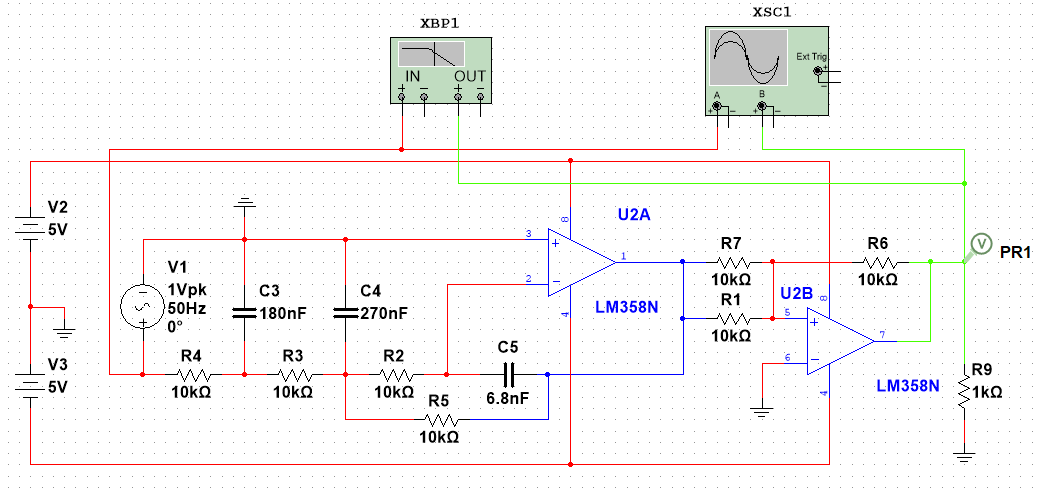 XBP1
IN OUT
+ − + −
XSC1
Ext Trig
+
−
A B
+ − + −
V2
5V
V3
5V
V1
1Vpk
50Hz
0°
R4
10kΩ
C3
180nF
R3
10kΩ
C4
270nF
R2
10kΩ
C5
6.8nF
R5
10kΩ
U2A
3
2
8
4
1
+
−
LM358N
R7
10kΩ
R1
10kΩ
R6
10kΩ
U2B
5
6
8
4
7
+
−
LM358N
V
PR1
R9
1kΩ